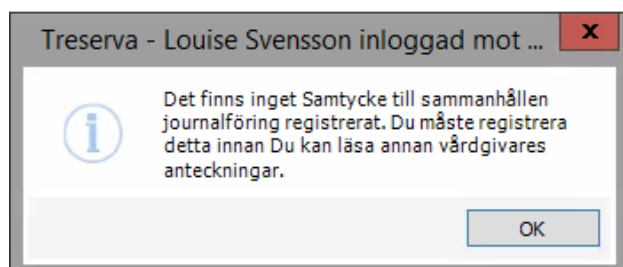 Treserva - Louise Svensson inloggad mot ...
Det finns inget Samtycke till sammanhållen
journalföring registrerat. Du måste registrera
detta innan Du kan läsa annan vårdgivares
anteckningar.
OK